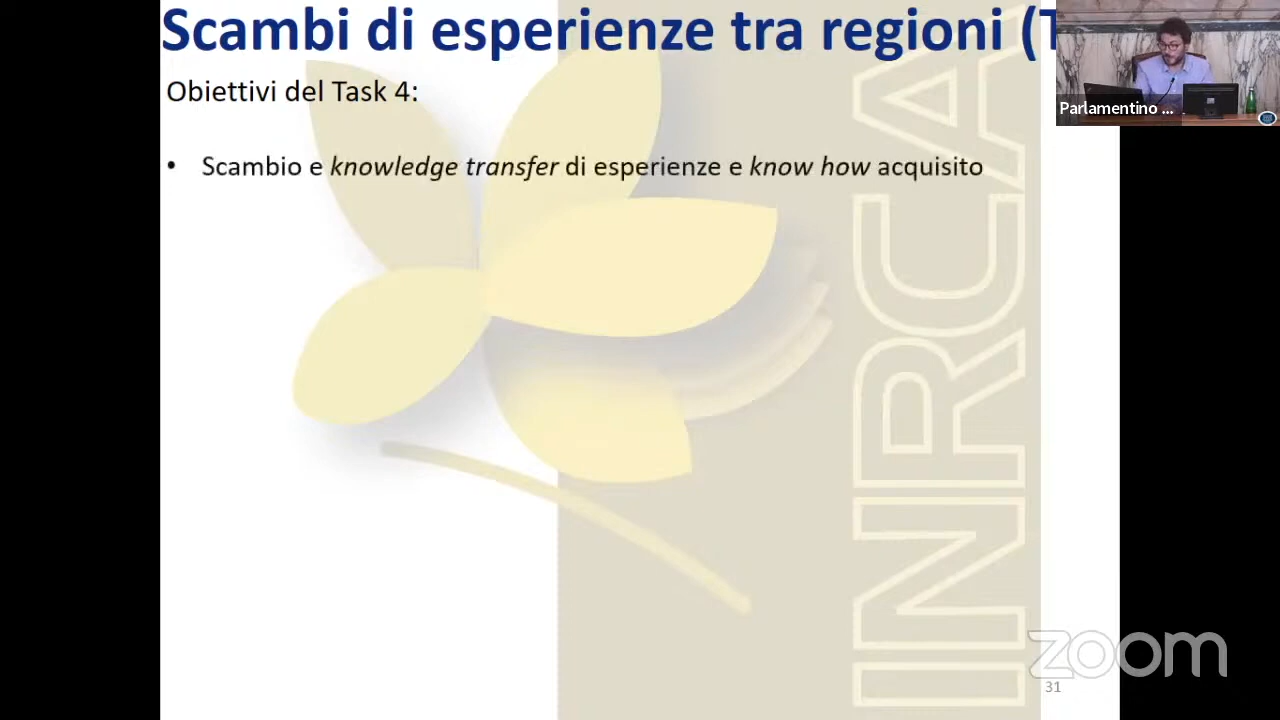 Scambi di esperienze tra regioni (T
Parlamentino ...
Obiettivi del Task 4:
• Scambio e knowledge transfer di esperienze e know how acquisito
INRCA
zoom
31